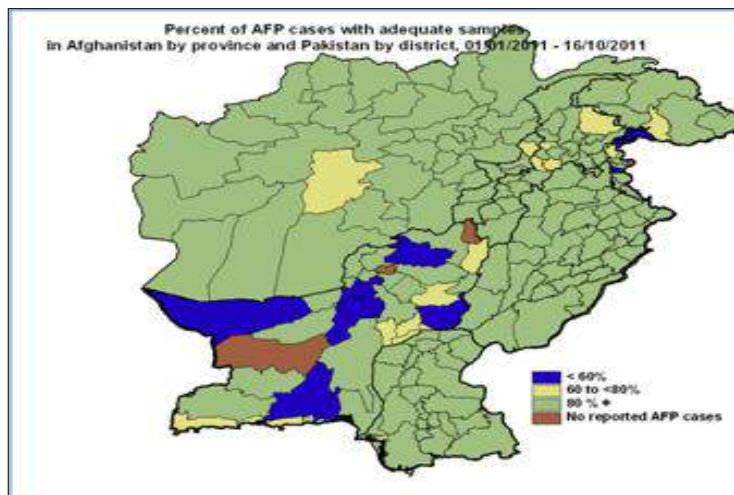 Percent of AFP cases with adequate samples
in Afghanistan by province and Pakistan by district, 01/01/2011 - 16/10/2011
< 60%
60 to <80%
80 % +
No reported AFP cases